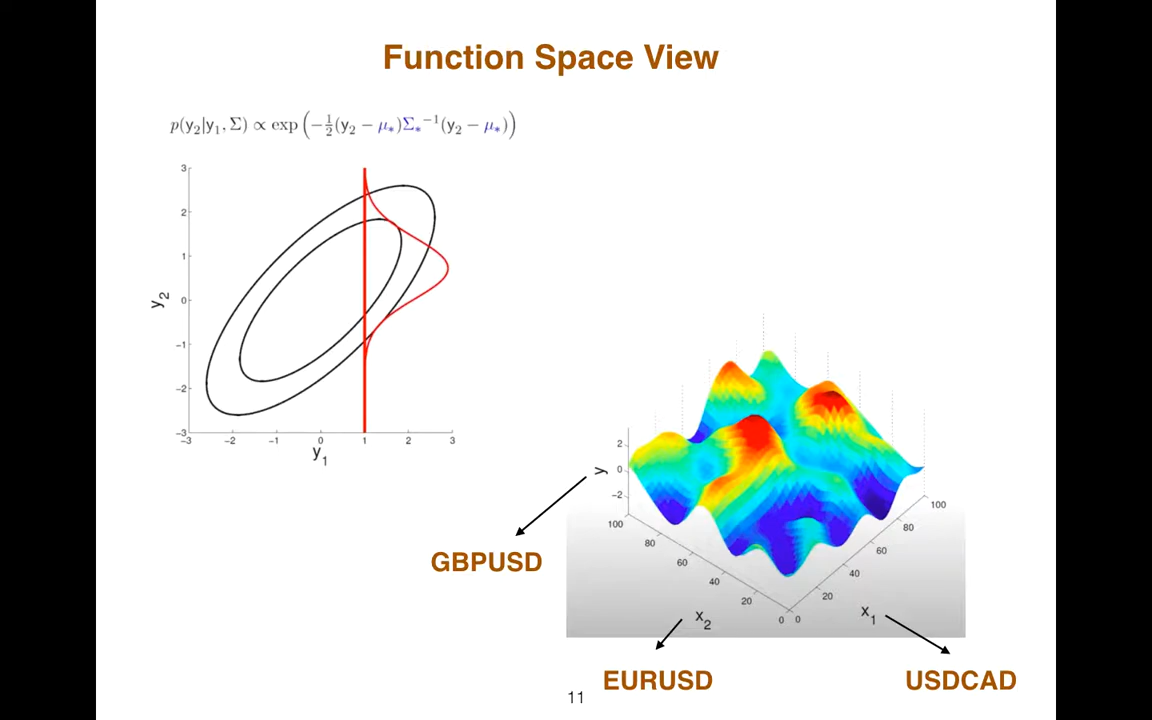 Function Space View
p(y₂|y₁, Σ) ∝ exp (−½(y₂ − μ∗)Σ∗⁻¹(y₂ − μ∗))
3
2
1
0
−1
−2
−3
y₂
−3 −2 −1 0 1 2 3
y₁
y
2
0
−2
100
80
60
40
20
0
x₂
0
20
40
60
80
100
x₁
GBPUSD
EURUSD
USDCAD
11